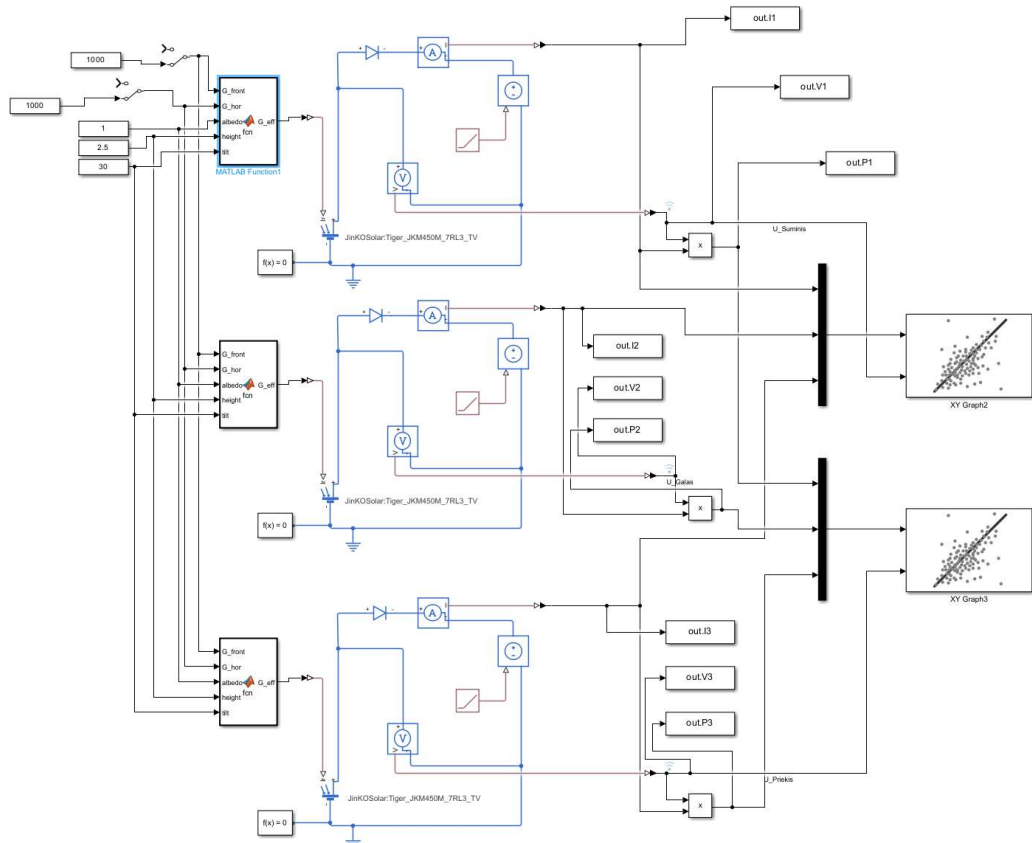 out.I1
1000
1000
1
2.5
30
G_front
G_hor
albedo
height
tilt
fcn
G_eff
MATLAB Function1
+
-
+
A
-
I
+
-
+
V
-
V
out.V1
out.P1
Ir
+
-
JinKOSolar:Tiger_JKM450M_7RL3_TV
f(x) = 0
U_Suminis
x
G_front
G_hor
albedo
height
tilt
fcn
G_eff
+
-
+
A
-
I
+
-
+
V
-
V
out.I2
out.V2
out.P2
Ir
+
-
JinKOSolar:Tiger_JKM450M_7RL3_TV
f(x) = 0
U_Galas
x
XY Graph2
XY Graph3
G_front
G_hor
albedo
height
tilt
fcn
G_eff
+
-
+
A
-
I
+
-
+
V
-
V
out.I3
out.V3
out.P3
Ir
+
-
JinKOSolar:Tiger_JKM450M_7RL3_TV
f(x) = 0
U_Priekis
x